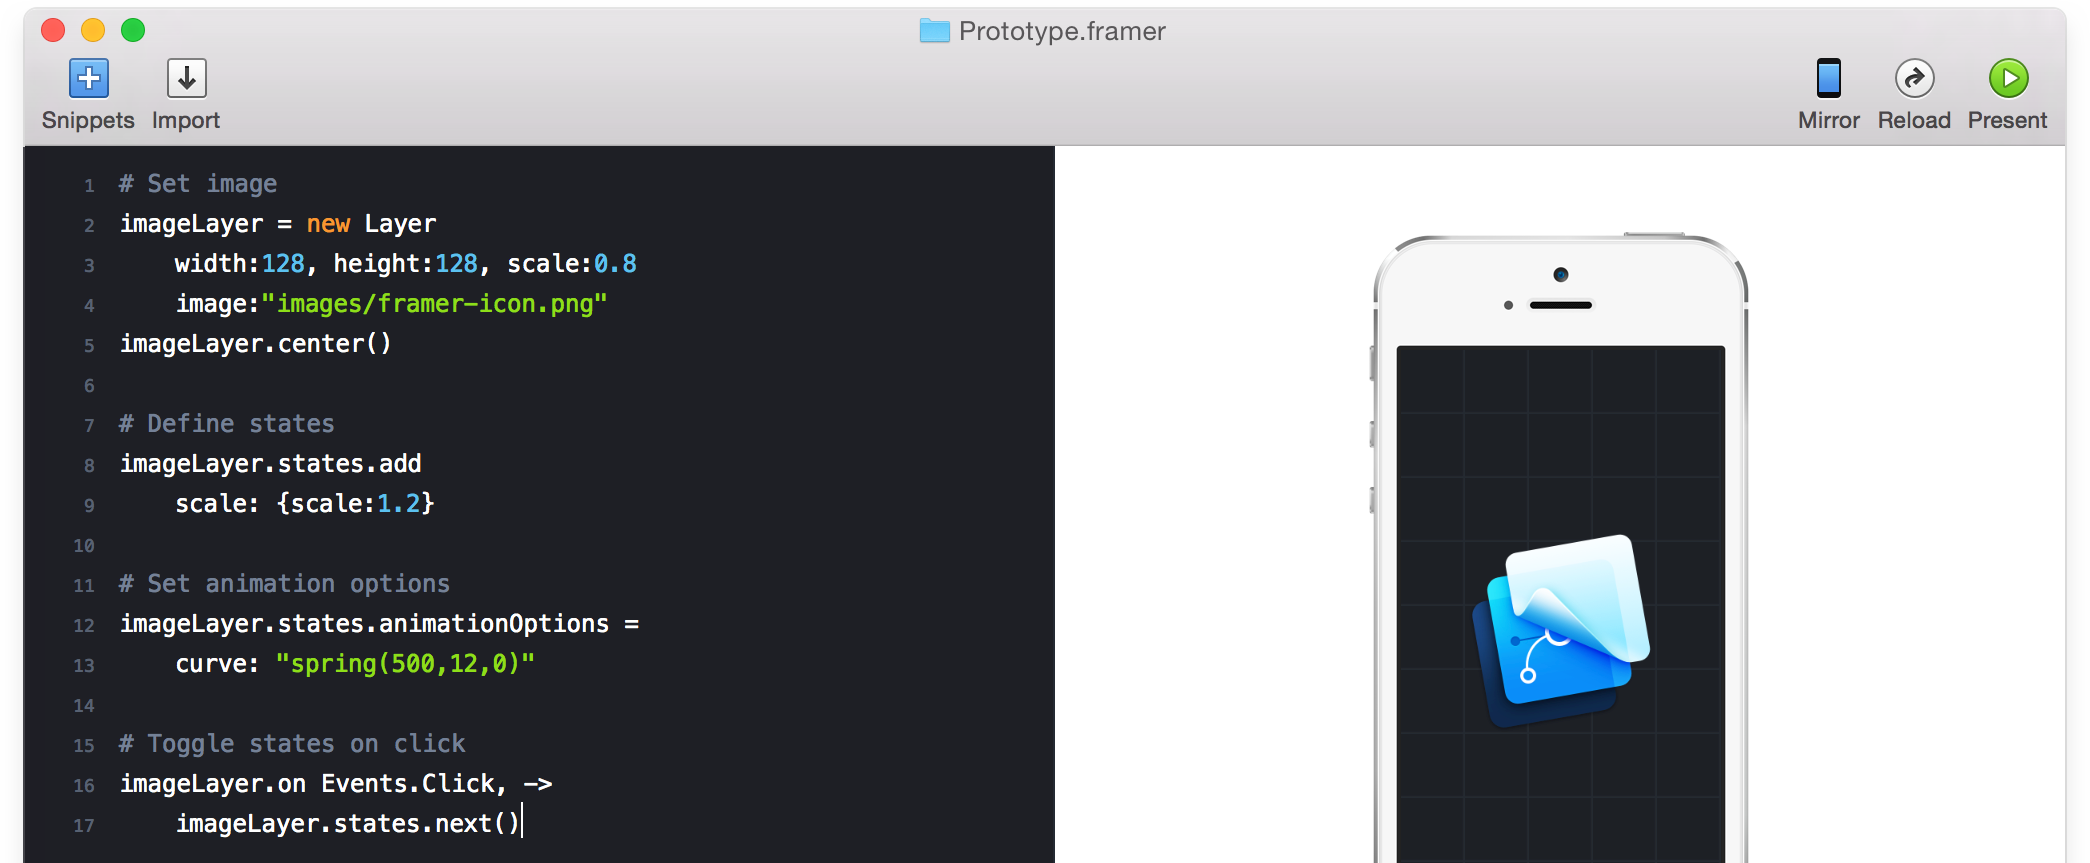 Prototype.framer
Snippets Import Mirror Reload Present
1 # Set image
2 imageLayer = new Layer
3 width:128, height:128, scale:0.8
4 image:"images/framer-icon.png"
5 imageLayer.center()
6
7 # Define states
8 imageLayer.states.add
9 scale: {scale:1.2}
10
11 # Set animation options
12 imageLayer.states.animationOptions =
13 curve: "spring(500,12,0)"
14
15 # Toggle states on click
16 imageLayer.on Events.Click, ->
17 imageLayer.states.next()